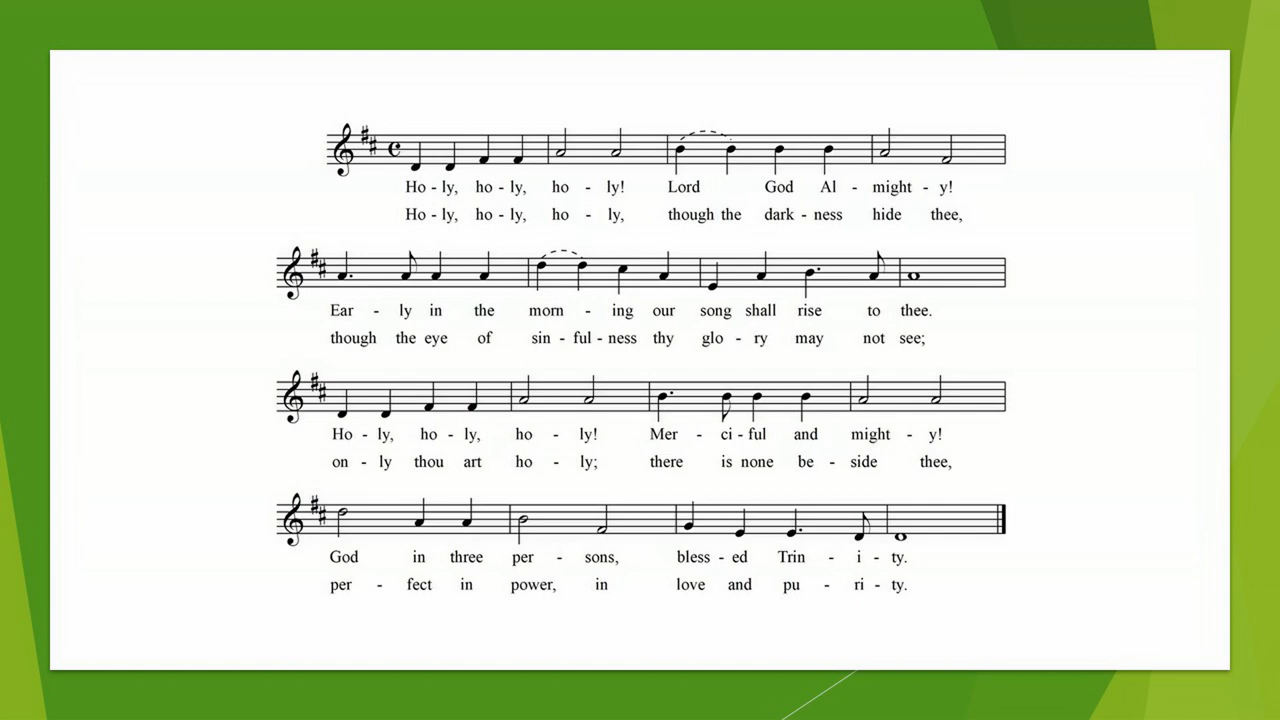 Ho - ly, ho - ly, ho - ly! Lord God Al - might - y!
Ho - ly, ho - ly, ho - ly, though the dark - ness hide thee,
Ear - ly in the morn - ing our song shall rise to thee.
though the eye of sin - ful - ness thy glo - ry may not see;
Ho - ly, ho - ly, ho - ly! Mer - ci - ful and might - y!
on - ly thou art ho - ly; there is none be - side thee,
God in three per - sons, bless - ed Trin - i - ty.
per - fect in power, in love and pu - ri - ty.